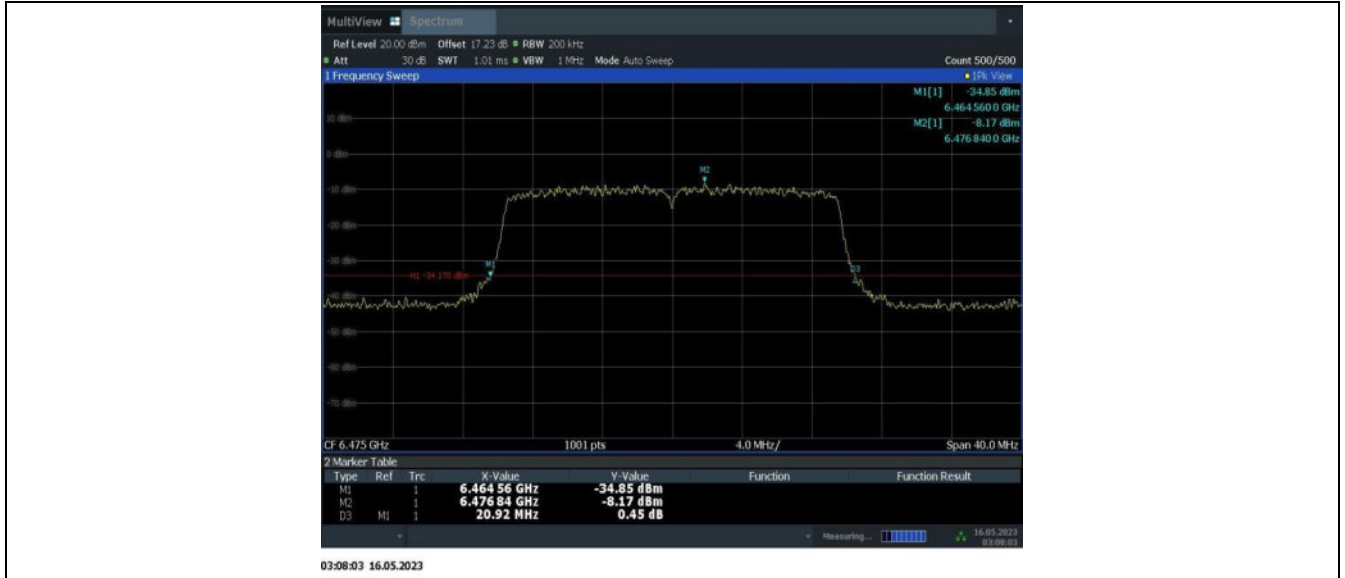 MultiView Spectrum
Ref Level 20.00 dBm Offset 17.23 dB RBW 200 kHz
Att 30 dB SWT 1.01 ms VBW 1 MHz Mode Auto Sweep Count 500/500
1 Frequency Sweep 1Pk View
M1[1] -34.85 dBm
6.464 560 0 GHz
10 dBm
M2[1] -8.17 dBm
6.476 840 0 GHz
0 dBm
M2
-10 dBm
-20 dBm
-30 dBm
M1
D3
H1 -34.170 dBm
-40 dBm
-50 dBm
-60 dBm
-70 dBm
CF 6.475 GHz 1001 pts 4.0 MHz/ Span 40.0 MHz
2 Marker Table
Type Ref Trc X-Value Y-Value Function Function Result
M1 1 6.464 56 GHz -34.85 dBm
M2 1 6.476 84 GHz -8.17 dBm
D3 M1 1 20.92 MHz 0.45 dB
Measuring... 16.05.2023
03:08:03
03:08:03 16.05.2023